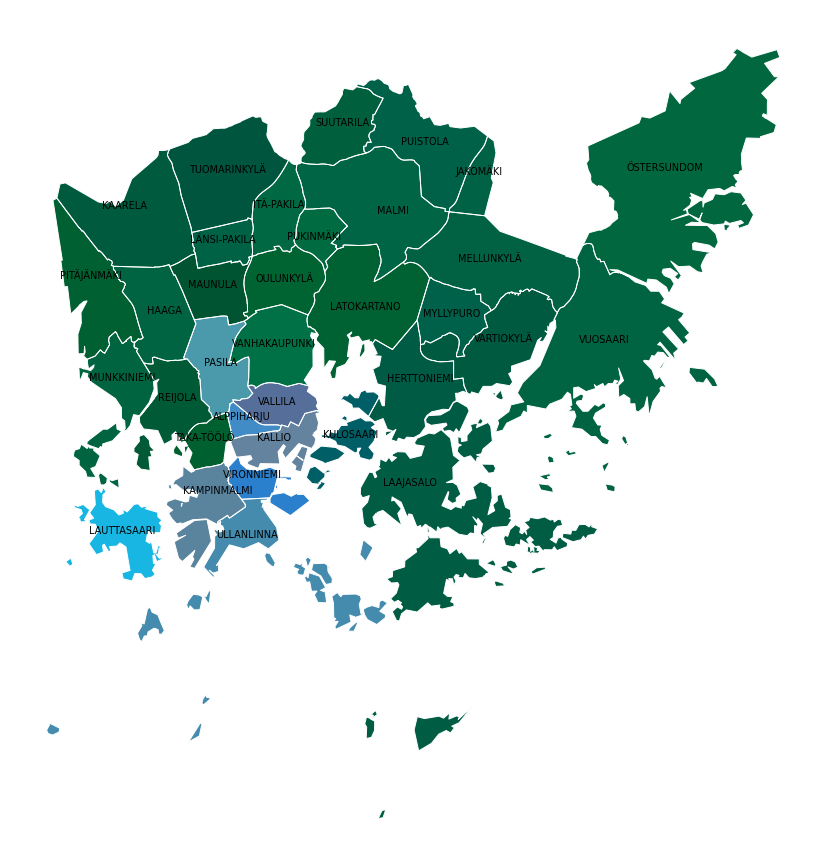 SUUTARILA
PUISTOLA
TUOMARINKYLÄ
ÖSTERSUNDOM
JAKOMÄKI
KAARELA
ITÄ-PAKILA
MALMI
PUKINMÄKI
LÄNSI-PAKILA
MELLUNKYLÄ
PITÄJÄNMÄKI
OULUNKYLÄ
MAUNULA
LATOKARTANO
HAAGA
MYLLYPURO
VARTIOKYLÄ
VUOSAARI
VANHAKAUPUNKI
PASILA
MUNKKINIEMI
HERTTONIEMI
REIJOLA
VALLILA
ALPPIHARJU
TAKA-TÖÖLÖ
KALLIO
KULOSAARI
VIRONNIEMI
LAAJASALO
KAMPINMALMI
LAUTTASAARI
ULLANLINNA